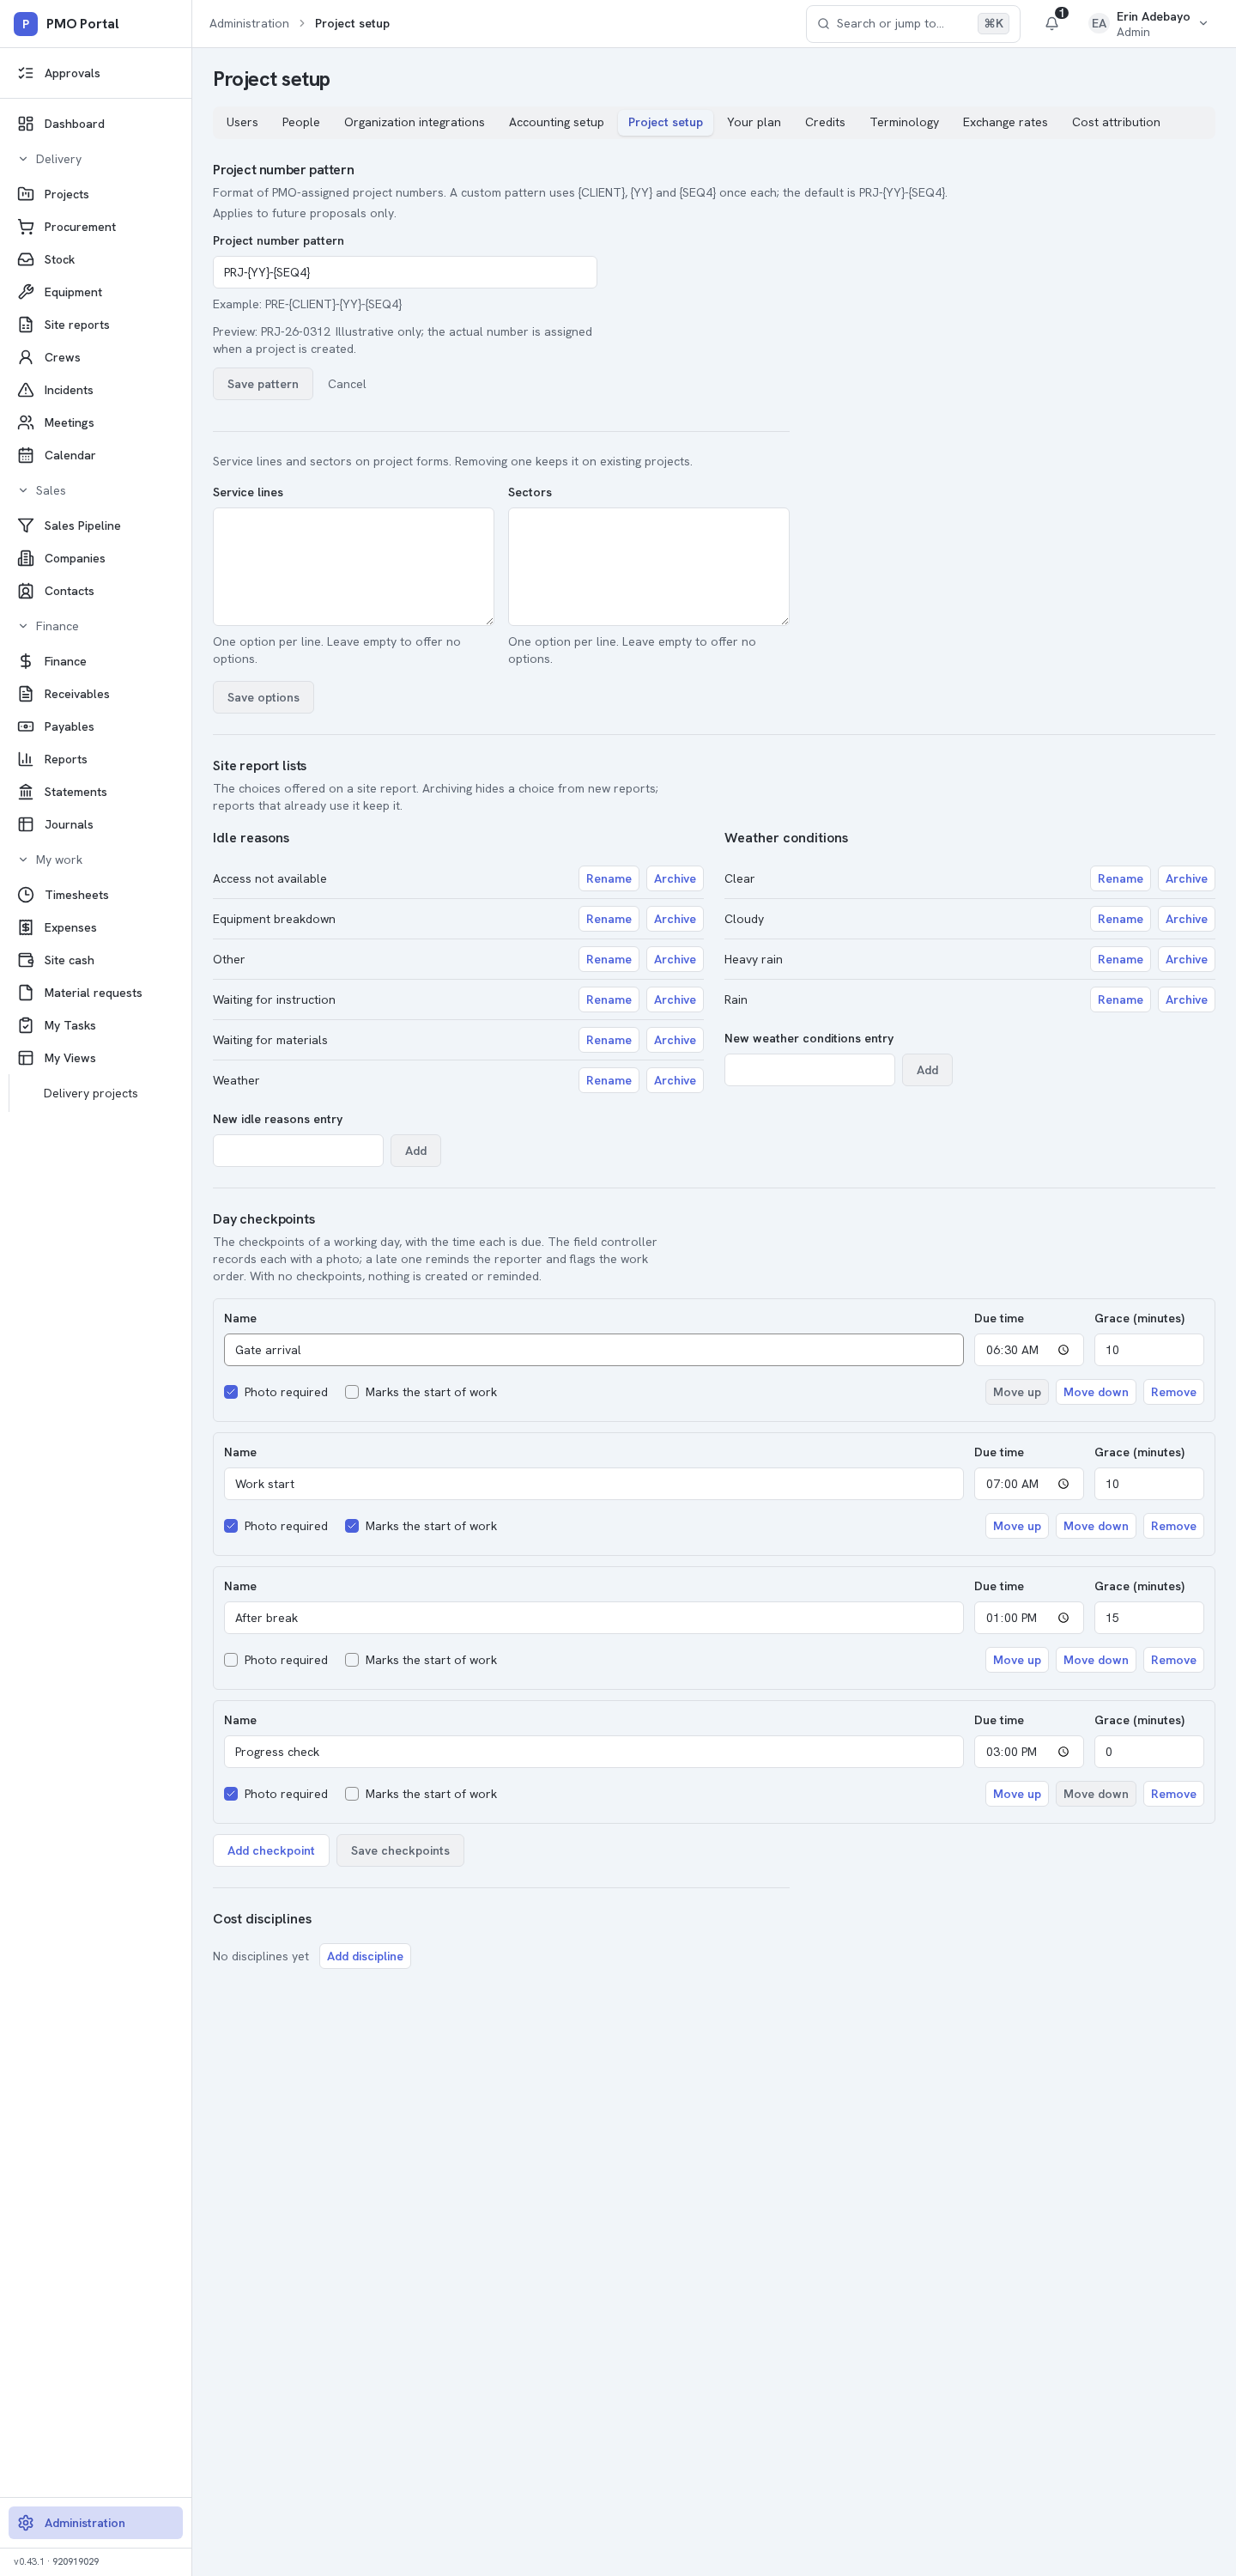 P PMO Portal
Administration > Project setup
Search or jump to... ⌘K
1
EA Erin Adebayo
Admin
Approvals
Dashboard
Delivery
Projects
Procurement
Stock
Equipment
Site reports
Crews
Incidents
Meetings
Calendar
Sales
Sales Pipeline
Companies
Contacts
Finance
Finance
Receivables
Payables
Reports
Statements
Journals
My work
Timesheets
Expenses
Site cash
Material requests
My Tasks
My Views
Delivery projects
Administration
v0.43.1 · 920919029
Project setup
Users People Organization integrations Accounting setup Project setup Your plan Credits Terminology Exchange rates Cost attribution
Project number pattern
Format of PMO-assigned project numbers. A custom pattern uses {CLIENT}, {YY} and {SEQ4} once each; the default is PRJ-{YY}-{SEQ4}.
Applies to future proposals only.
Project number pattern
PRJ-{YY}-{SEQ4}
Example: PRE-{CLIENT}-{YY}-{SEQ4}
Preview: PRJ-26-0312 Illustrative only; the actual number is assigned
when a project is created.
Save pattern Cancel
Service lines and sectors on project forms. Removing one keeps it on existing projects.
Service lines Sectors
One option per line. Leave empty to offer no
options.
One option per line. Leave empty to offer no
options.
Save options
Site report lists
The choices offered on a site report. Archiving hides a choice from new reports;
reports that already use it keep it.
Idle reasons
Access not available Rename Archive
Equipment breakdown Rename Archive
Other Rename Archive
Waiting for instruction Rename Archive
Waiting for materials Rename Archive
Weather Rename Archive
New idle reasons entry
Add
Weather conditions
Clear Rename Archive
Cloudy Rename Archive
Heavy rain Rename Archive
Rain Rename Archive
New weather conditions entry
Add
Day checkpoints
The checkpoints of a working day, with the time each is due. The field controller
records each with a photo; a late one reminds the reporter and flags the work
order. With no checkpoints, nothing is created or reminded.
Name Due time Grace (minutes)
Gate arrival 06:30 AM 10
Photo required Marks the start of work Move up Move down Remove
Name Due time Grace (minutes)
Work start 07:00 AM 10
Photo required Marks the start of work Move up Move down Remove
Name Due time Grace (minutes)
After break 01:00 PM 15
Photo required Marks the start of work Move up Move down Remove
Name Due time Grace (minutes)
Progress check 03:00 PM 0
Photo required Marks the start of work Move up Move down Remove
Add checkpoint Save checkpoints
Cost disciplines
No disciplines yet Add discipline